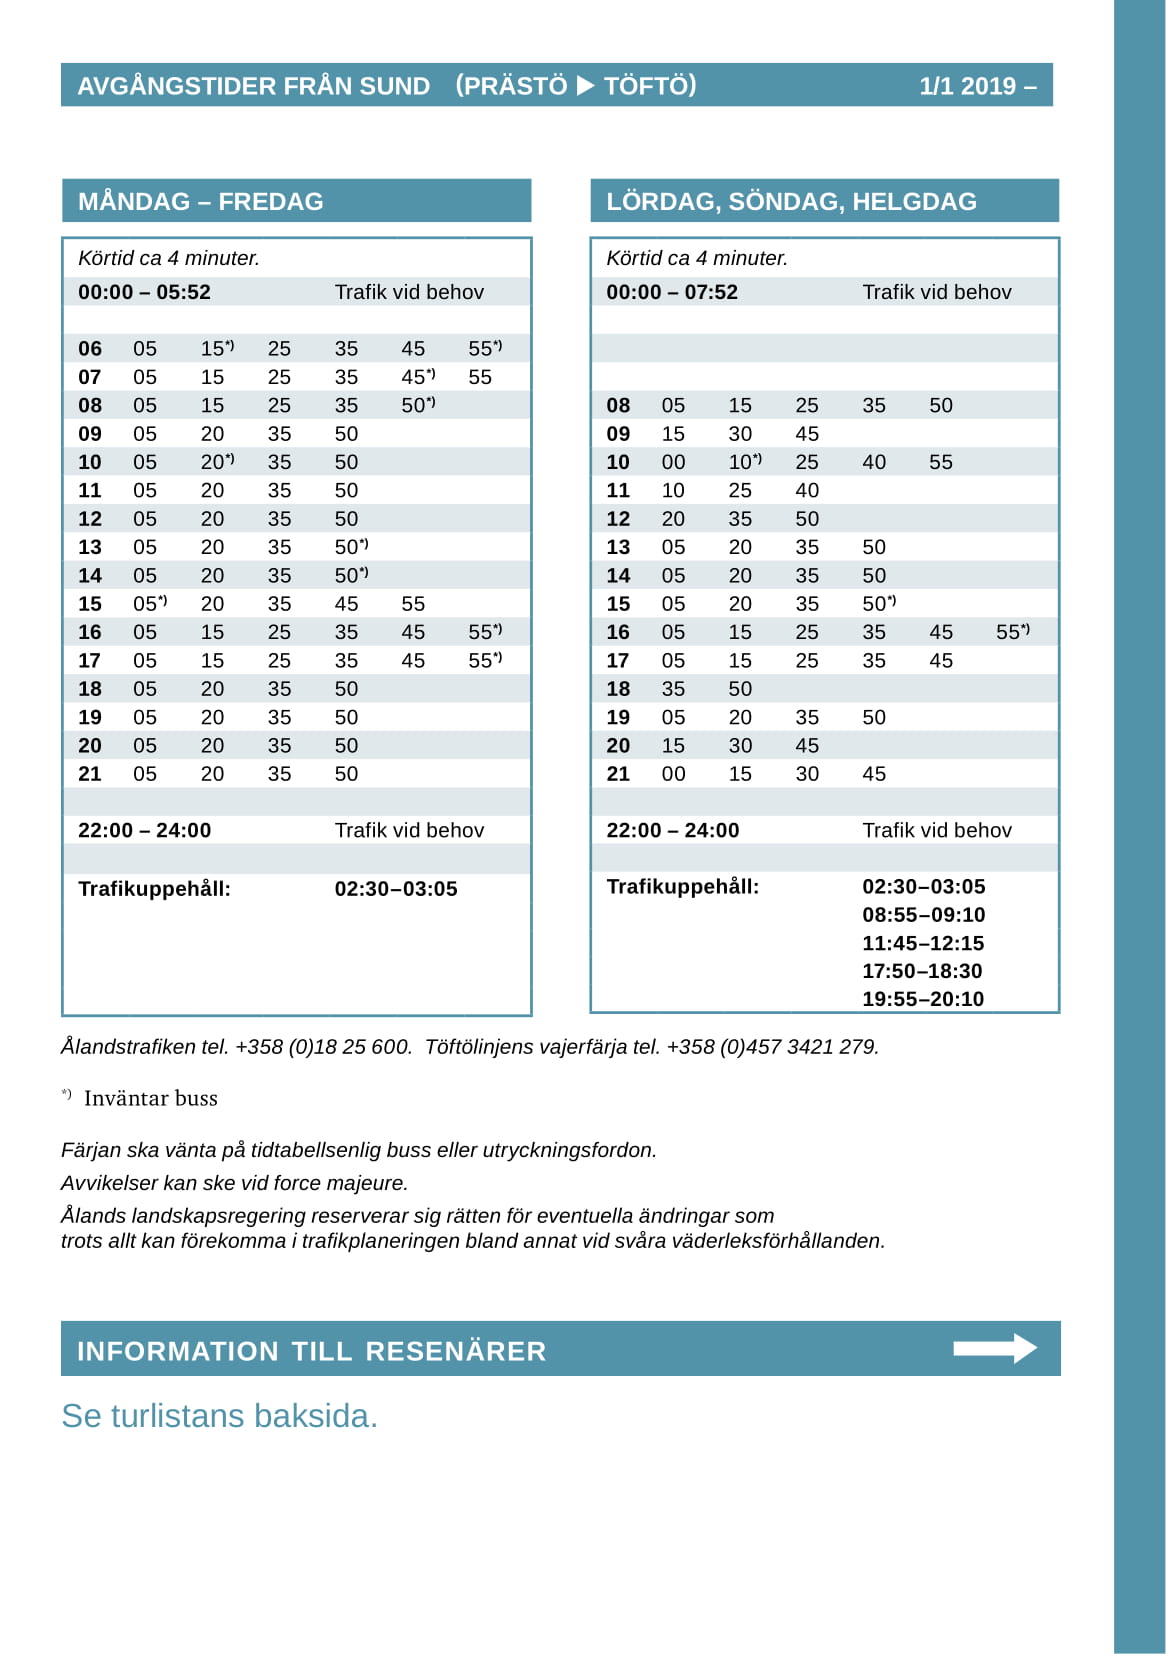 AVGÅNGSTIDER FRÅN SUND (PRÄSTÖ ▶ TÖFTÖ) 1/1 2019 –
MÅNDAG – FREDAG
Körtid ca 4 minuter.
00:00 – 05:52 Trafik vid behov
06 05 15*) 25 35 45 55*)
07 05 15 25 35 45*) 55
08 05 15 25 35 50*)
09 05 20 35 50
10 05 20*) 35 50
11 05 20 35 50
12 05 20 35 50
13 05 20 35 50*)
14 05 20 35 50*)
15 05*) 20 35 45 55
16 05 15 25 35 45 55*)
17 05 15 25 35 45 55*)
18 05 20 35 50
19 05 20 35 50
20 05 20 35 50
21 05 20 35 50
22:00 – 24:00 Trafik vid behov
Trafikuppehåll: 02:30–03:05
LÖRDAG, SÖNDAG, HELGDAG
Körtid ca 4 minuter.
00:00 – 07:52 Trafik vid behov
08 05 15 25 35 50
09 15 30 45
10 00 10*) 25 40 55
11 10 25 40
12 20 35 50
13 05 20 35 50
14 05 20 35 50
15 05 20 35 50*)
16 05 15 25 35 45 55*)
17 05 15 25 35 45
18 35 50
19 05 20 35 50
20 15 30 45
21 00 15 30 45
22:00 – 24:00 Trafik vid behov
Trafikuppehåll: 02:30–03:05
08:55–09:10
11:45–12:15
17:50–18:30
19:55–20:10
Ålandstrafiken tel. +358 (0)18 25 600. Töftölinjens vajerfärja tel. +358 (0)457 3421 279.
*) Inväntar buss
Färjan ska vänta på tidtabellsenlig buss eller utryckningsfordon.
Avvikelser kan ske vid force majeure.
Ålands landskapsregering reserverar sig rätten för eventuella ändringar som
trots allt kan förekomma i trafikplaneringen bland annat vid svåra väderleksförhållanden.
INFORMATION TILL RESENÄRER
Se turlistans baksida.